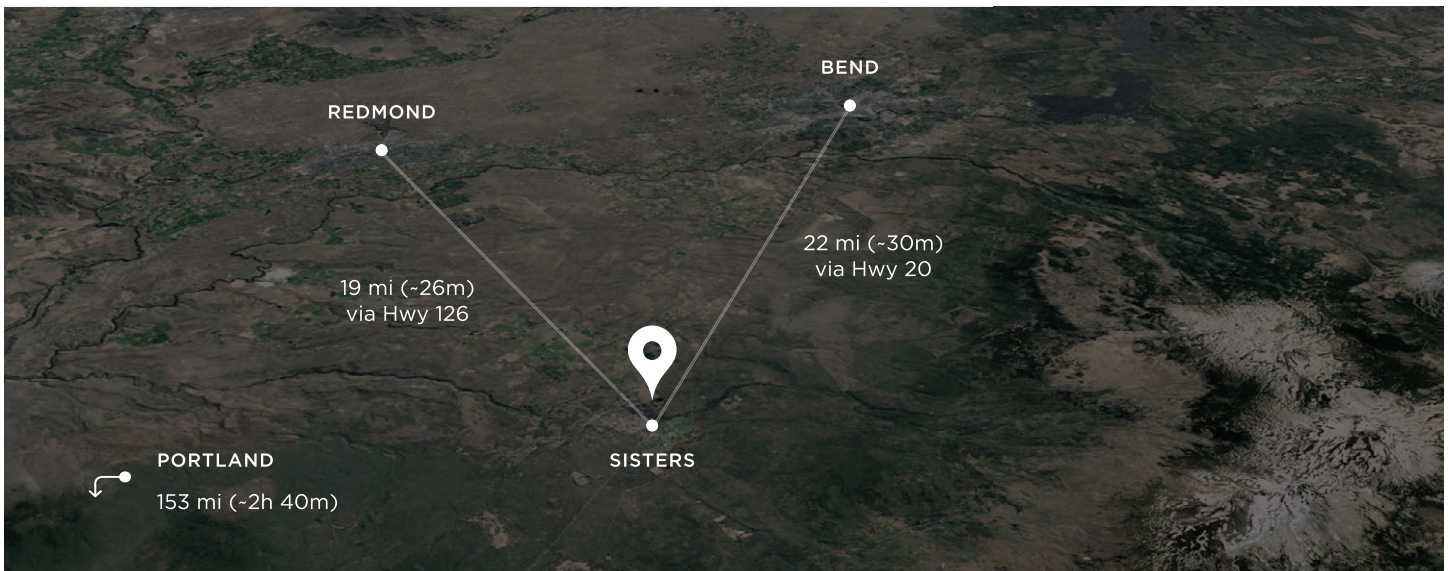 BEND
REDMOND
22 mi (~30m)
via Hwy 20
19 mi (~26m)
via Hwy 126
PORTLAND
153 mi (~2h 40m)
SISTERS